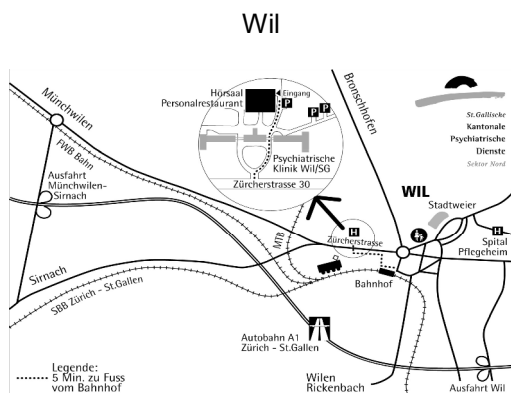 Wil
Münchwilen
FWB Bahn
Ausfahrt
Münchwilen-
Sirnach
Sirnach
SBB Zürich - St.Gallen
Hörsaal
Personalrestaurant
Eingang
P
P
P
Psychiatrische
Klinik Wil/SG
Zürcherstrasse 30
Bronschhofen
St.Gallische
Kantonale
Psychiatrische
Dienste
Sektor Nord
WIL
Stadtweier
H
Zürcherstrasse
MTB
H
Spital
Pflegeheim
Bahnhof
Autobahn A1
Zürich - St.Gallen
Legende:
5 Min. zu Fuss
vom Bahnhof
Wilen
Rickenbach
Ausfahrt Wil